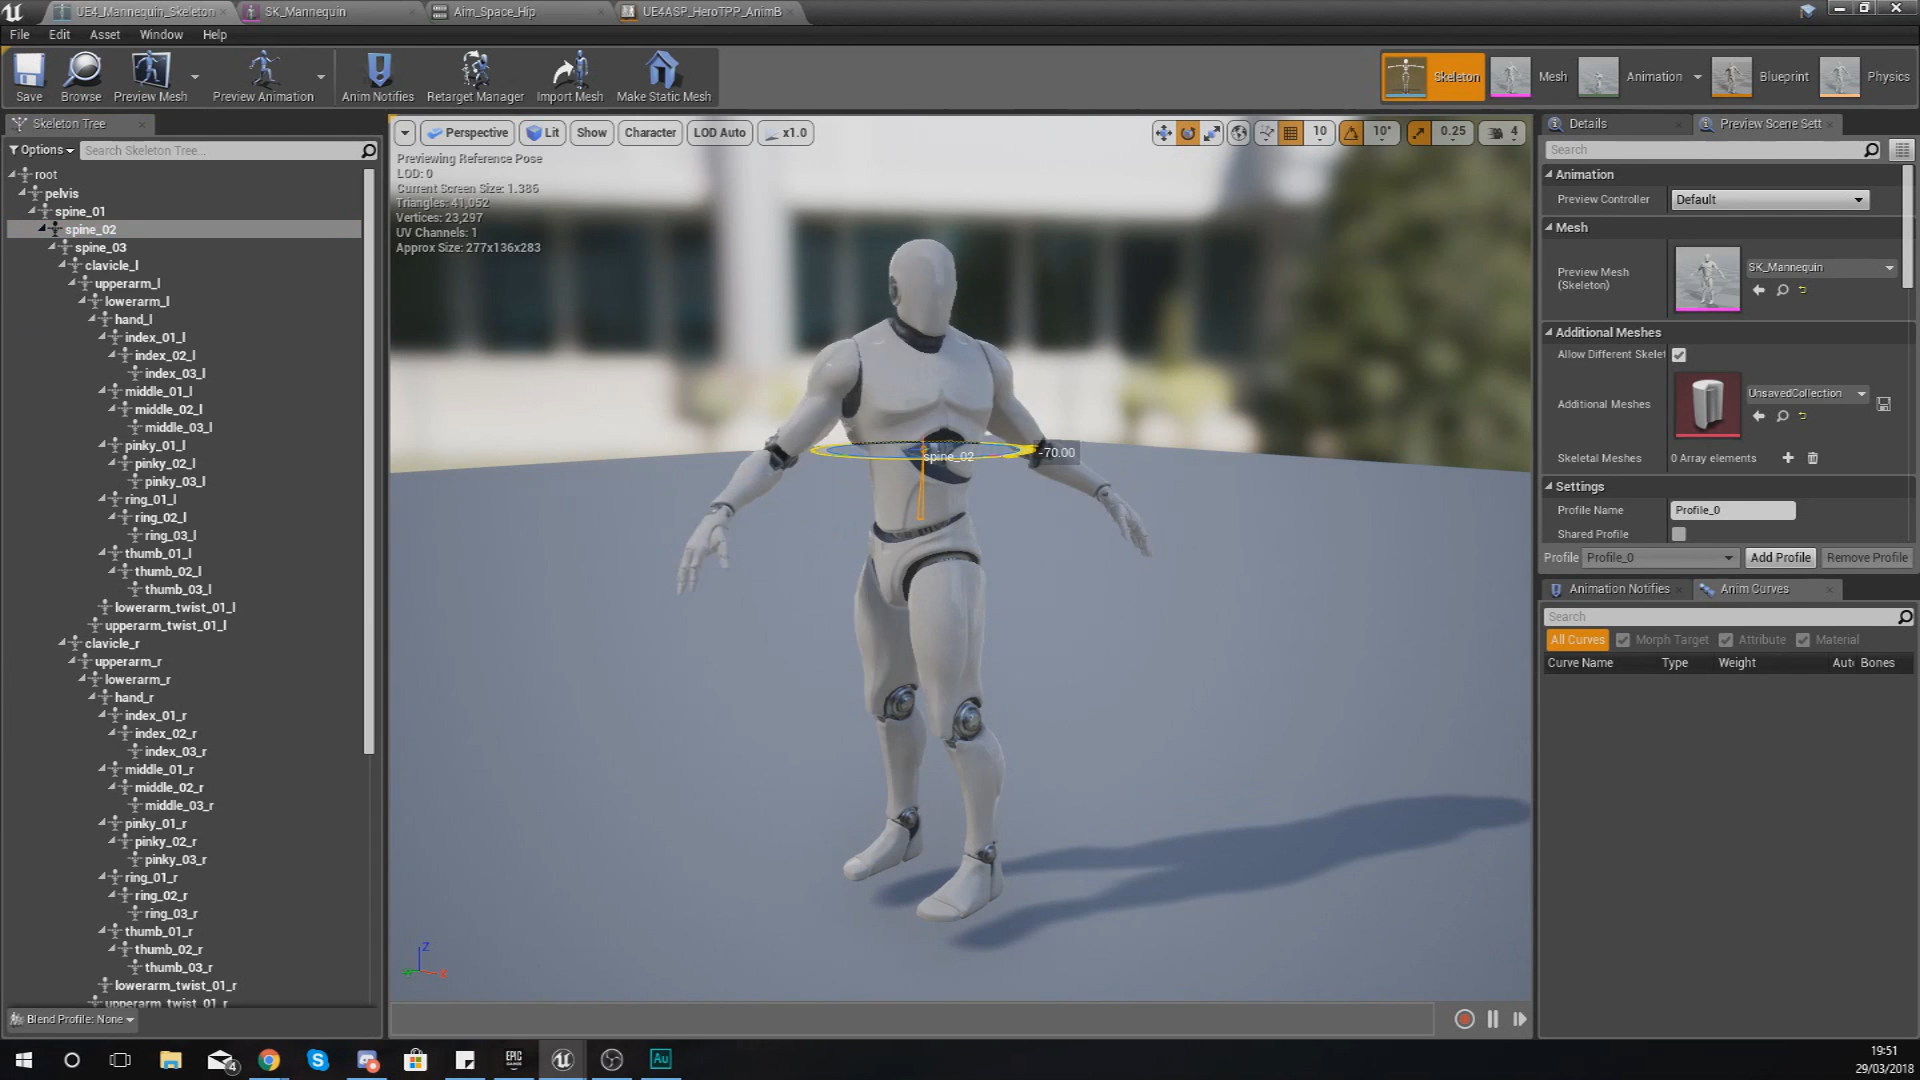 UE4_Mannequin_Skeleton
SK_Mannequin
Aim_Space_Hip
UE4ASP_HeroTPP_AnimB
File Edit Asset Window Help
Save
Browse
Preview Mesh
Preview Animation
Anim Notifies
Retarget Manager
Import Mesh
Make Static Mesh
Skeleton
Mesh
Animation
Blueprint
Physics
Skeleton Tree
Options
Search Skeleton Tree...
root
pelvis
spine_01
spine_02
spine_03
clavicle_l
upperarm_l
lowerarm_l
hand_l
index_01_l
index_02_l
index_03_l
middle_01_l
middle_02_l
middle_03_l
pinky_01_l
pinky_02_l
pinky_03_l
ring_01_l
ring_02_l
ring_03_l
thumb_01_l
thumb_02_l
thumb_03_l
lowerarm_twist_01_l
upperarm_twist_01_l
clavicle_r
upperarm_r
lowerarm_r
hand_r
index_01_r
index_02_r
index_03_r
middle_01_r
middle_02_r
middle_03_r
pinky_01_r
pinky_02_r
pinky_03_r
ring_01_r
ring_02_r
ring_03_r
thumb_01_r
thumb_02_r
thumb_03_r
lowerarm_twist_01_r
upperarm_twist_01_r
Blend Profile: None
Perspective Lit Show Character LOD Auto x1.0
10 10° 0.25 4
Previewing Reference Pose
LOD: 0
Current Screen Size: 1.386
Triangles: 41,052
Vertices: 23,297
UV Channels: 1
Approx Size: 277x136x283
spine_02
-70.00
Z
X
Details
Preview Scene Sett
Search
Animation
Preview Controller Default
Mesh
Preview Mesh (Skeleton)
SK_Mannequin
Additional Meshes
Allow Different Skelet
Additional Meshes
UnsavedCollection
Skeletal Meshes 0 Array elements
Settings
Profile Name Profile_0
Shared Profile
Profile Profile_0 Add Profile Remove Profile
Animation Notifies
Anim Curves
Search
All Curves Morph Target Attribute Material
Curve Name Type Weight Aut Bones
4
EPIC GAMES
Au
19:51
29/03/2018